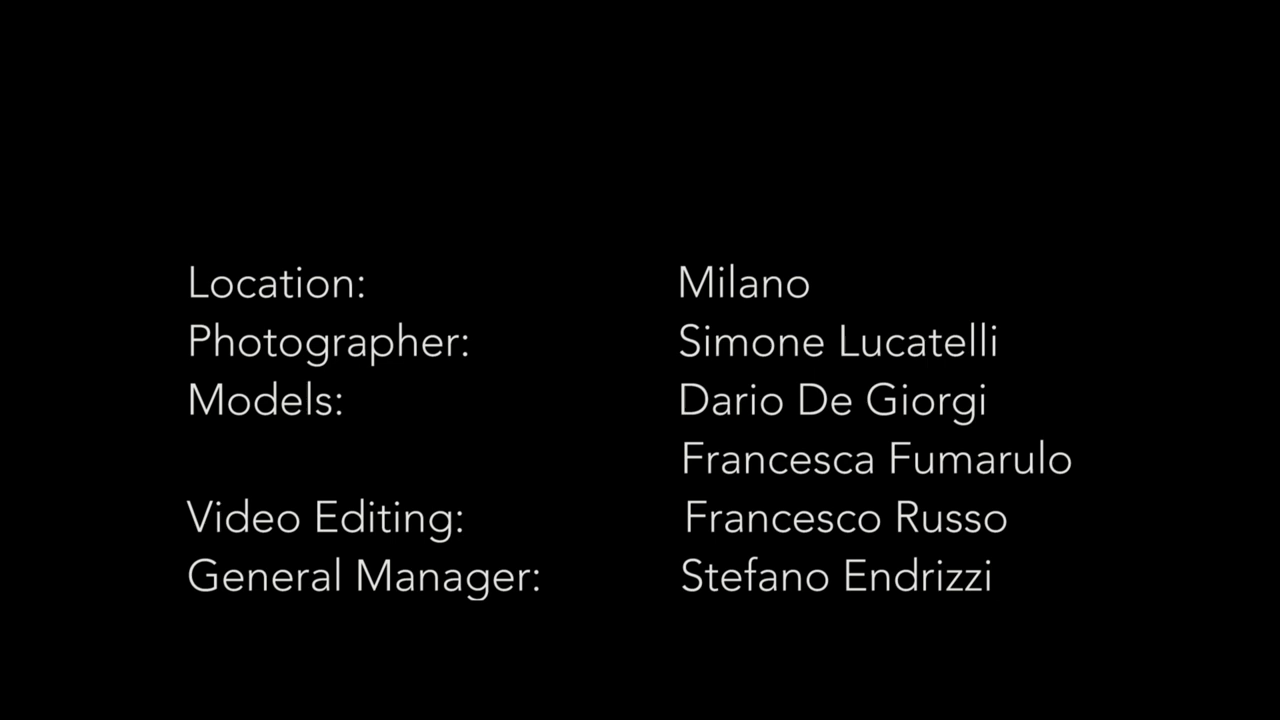 Location: Milano
Photographer: Simone Lucatelli
Models: Dario De Giorgi
Francesca Fumarulo
Video Editing: Francesco Russo
General Manager: Stefano Endrizzi